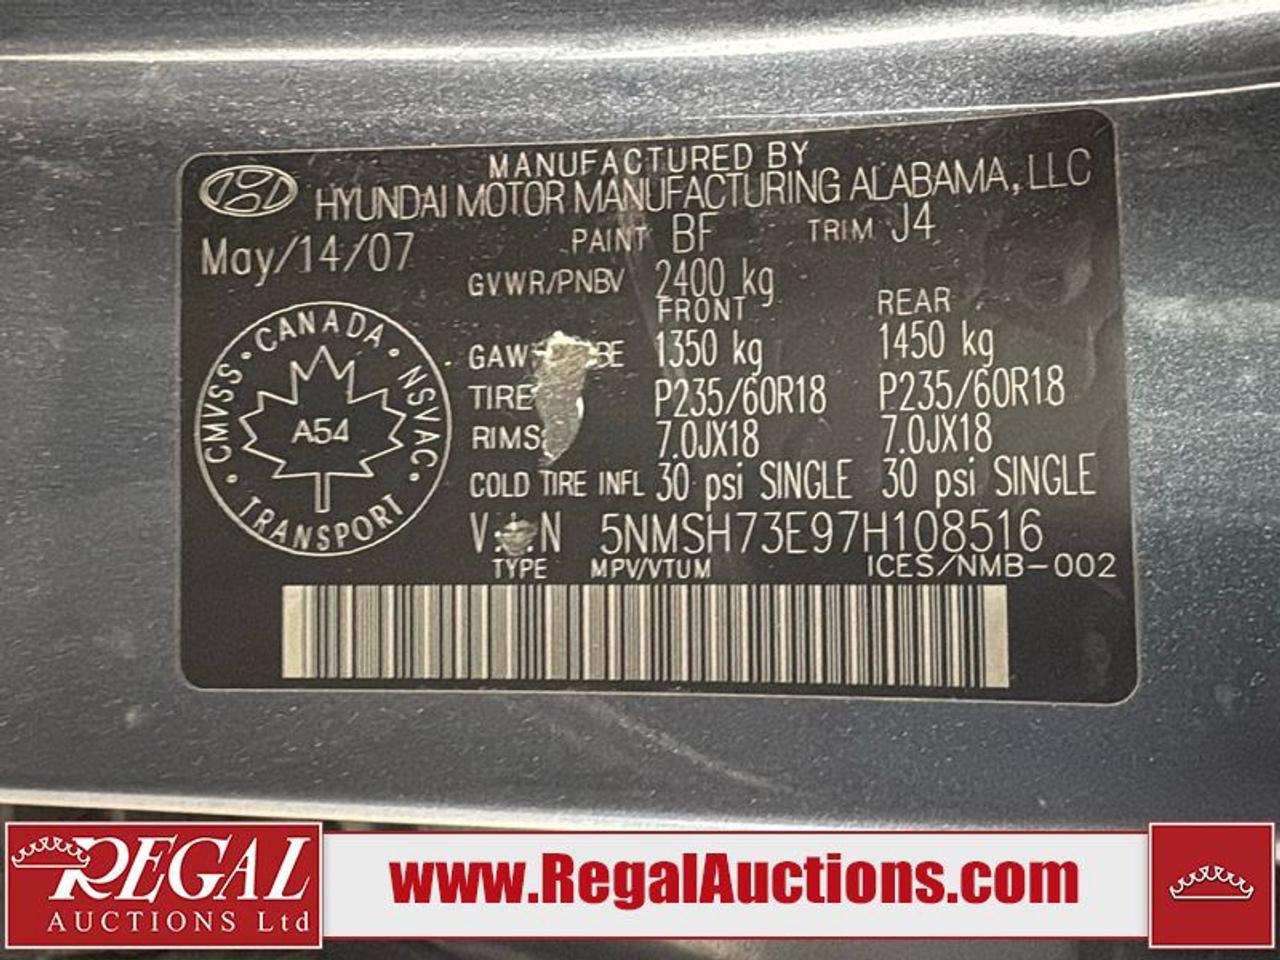 MANUFACTURED BY
HYUNDAI MOTOR MANUFACTURING ALABAMA, LLC
May/14/07 PAINT BF TRIM J4
GVWR/PNBV 2400 kg
FRONT REAR
1350 kg 1450 kg
TIRE P235/60R18 P235/60R18
RIMS 7.0JX18 7.0JX18
COLD TIRE INFL 30 psi SINGLE 30 psi SINGLE
5NMSH73E97H108516
TYPE MPV/VTUM ICES/NMB-002
CANADA
CMVSS NSVAC
A54
TRANSPORT
REGAL
AUCTIONS Ltd
www.RegalAuctions.com